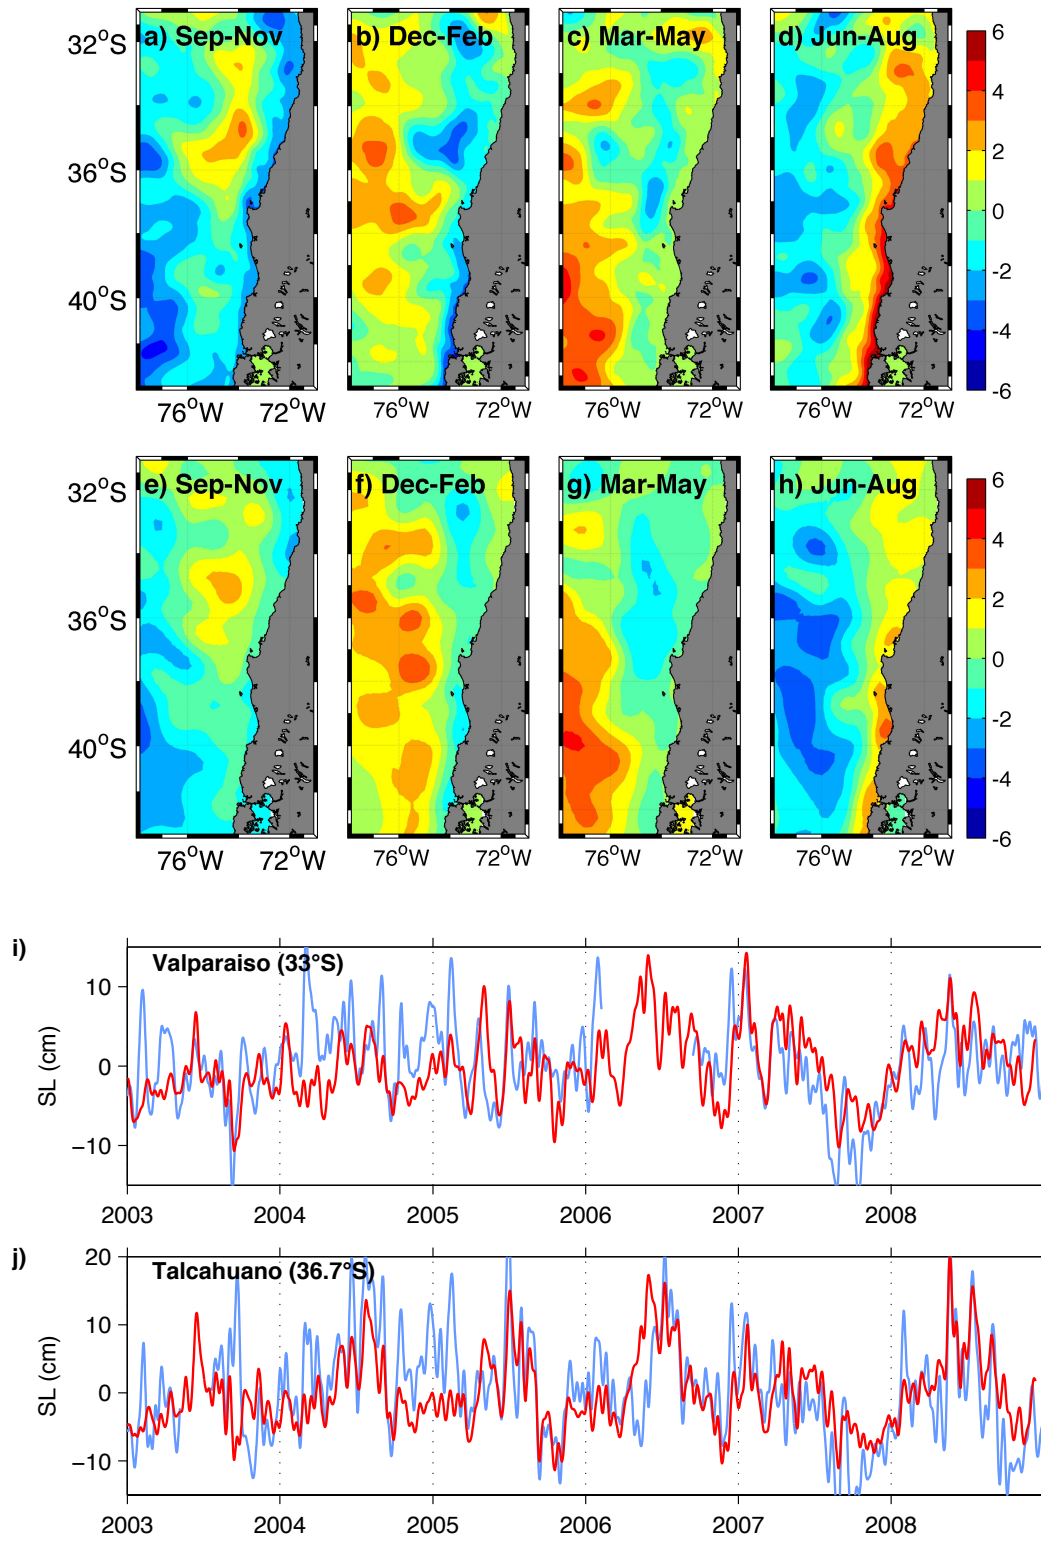 a) Sep-Nov
b) Dec-Feb
c) Mar-May
d) Jun-Aug
32°S
36°S
40°S
76°W 72°W
76°W 72°W
76°W 72°W
76°W 72°W
6
4
2
0
-2
-4
-6
e) Sep-Nov
f) Dec-Feb
g) Mar-May
h) Jun-Aug
32°S
36°S
40°S
76°W 72°W
76°W 72°W
76°W 72°W
76°W 72°W
6
4
2
0
-2
-4
-6
i)
Valparaiso (33°S)
SL (cm)
10
0
−10
2003 2004 2005 2006 2007 2008
j)
Talcahuano (36.7°S)
SL (cm)
20
10
0
−10
2003 2004 2005 2006 2007 2008